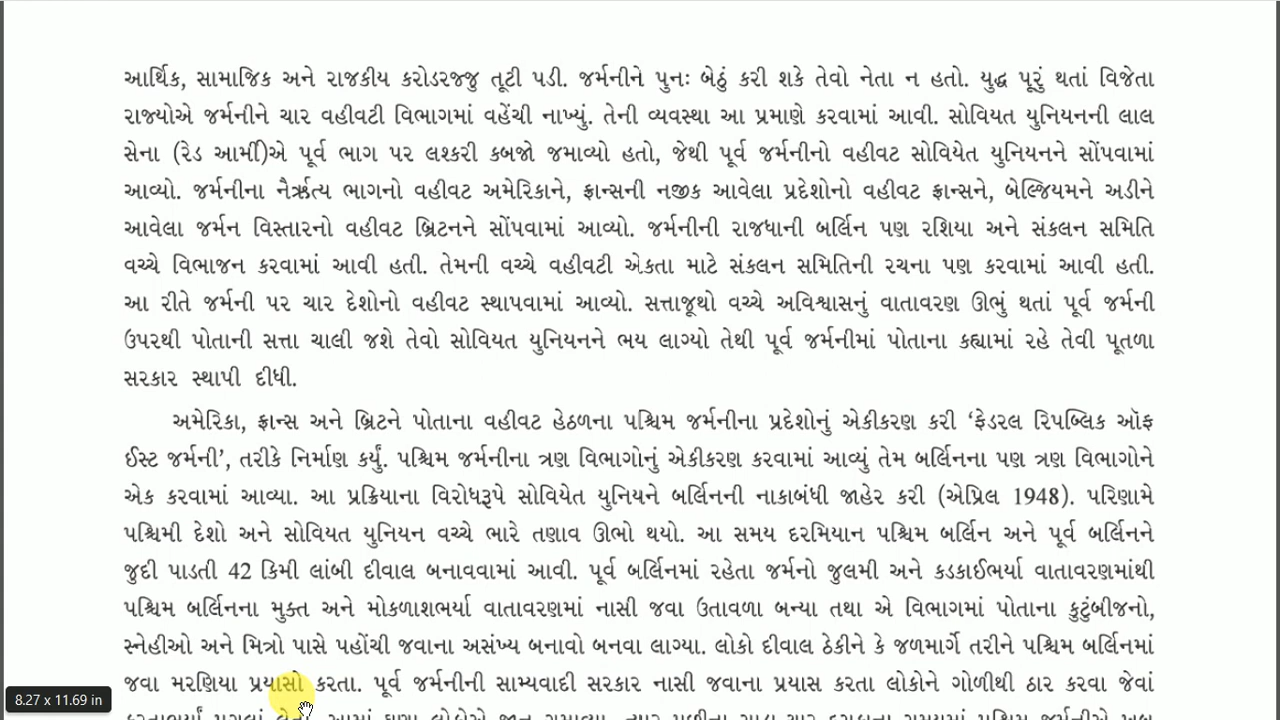 આર્થિક, સામાજિક અને રાજકીય કરોડરજ્જુ તૂટી પડી. જર્મનીને પુનઃ બેઠું કરી શકે તેવો નેતા ન હતો. યુદ્ધ પૂરું થતાં વિજેતા
રાજ્યોએ જર્મનીને ચાર વહીવટી વિભાગમાં વહેંચી નાખ્યું. તેની વ્યવસ્થા આ પ્રમાણે કરવામાં આવી. સોવિયત યુનિયનની લાલ
સેના (રેડ આર્મી)એ પૂર્વ ભાગ પર લશ્કરી કબજો જમાવ્યો હતો, જેથી પૂર્વ જર્મનીનો વહીવટ સોવિયેત યુનિયનને સોંપવામાં
આવ્યો. જર્મનીના નૈર્ઋત્ય ભાગનો વહીવટ અમેરિકાને, ફ્રાન્સની નજીક આવેલા પ્રદેશોનો વહીવટ ફ્રાન્સને, બેલ્જિયમને અડીને
આવેલા જર્મન વિસ્તારનો વહીવટ બ્રિટનને સોંપવામાં આવ્યો. જર્મનીની રાજધાની બર્લિન પણ રશિયા અને સંકલન સમિતિ
વચ્ચે વિભાજન કરવામાં આવી હતી. તેમની વચ્ચે વહીવટી એકતા માટે સંકલન સમિતિની રચના પણ કરવામાં આવી હતી.
આ રીતે જર્મની પર ચાર દેશોનો વહીવટ સ્થાપવામાં આવ્યો. સત્તાજૂથો વચ્ચે અવિશ્વાસનું વાતાવરણ ઊભું થતાં પૂર્વ જર્મની
ઉપરથી પોતાની સત્તા ચાલી જશે તેવો સોવિયત યુનિયનને ભય લાગ્યો તેથી પૂર્વ જર્મનીમાં પોતાના કહ્યામાં રહે તેવી પૂતળા
સરકાર સ્થાપી દીધી.
અમેરિકા, ફ્રાન્સ અને બ્રિટને પોતાના વહીવટ હેઠળના પશ્ચિમ જર્મનીના પ્રદેશોનું એકીકરણ કરી ‘ફેડરલ રિપબ્લિક ઑફ
ઈસ્ટ જર્મની’, તરીકે નિર્માણ કર્યું. પશ્ચિમ જર્મનીના ત્રણ વિભાગોનું એકીકરણ કરવામાં આવ્યું તેમ બર્લિનના પણ ત્રણ વિભાગોને
એક કરવામાં આવ્યા. આ પ્રક્રિયાના વિરોધરૂપે સોવિયેત યુનિયને બર્લિનની નાકાબંધી જાહેર કરી (એપ્રિલ 1948). પરિણામે
પશ્ચિમી દેશો અને સોવિયત યુનિયન વચ્ચે ભારે તણાવ ઊભો થયો. આ સમય દરમિયાન પશ્ચિમ બર્લિન અને પૂર્વ બર્લિનને
જુદી પાડતી 42 કિમી લાંબી દીવાલ બનાવવામાં આવી. પૂર્વ બર્લિનમાં રહેતા જર્મનો જુલમી અને કડકાઈભર્યા વાતાવરણમાંથી
પશ્ચિમ બર્લિનના મુક્ત અને મોકળાશભર્યા વાતાવરણમાં નાસી જવા ઉતાવળા બન્યા તથા એ વિભાગમાં પોતાના કુટુંબીજનો,
સ્નેહીઓ અને મિત્રો પાસે પહોંચી જવાના અસંખ્ય બનાવો બનવા લાગ્યા. લોકો દીવાલ ઠેકીને કે જળમાર્ગે તરીને પશ્ચિમ બર્લિનમાં
જવા મરણિયા પ્રયાસો કરતા. પૂર્વ જર્મનીની સામ્યવાદી સરકાર નાસી જવાના પ્રયાસ કરતા લોકોને ગોળીથી ઠાર કરવા જેવાં
8.27 x 11.69 in